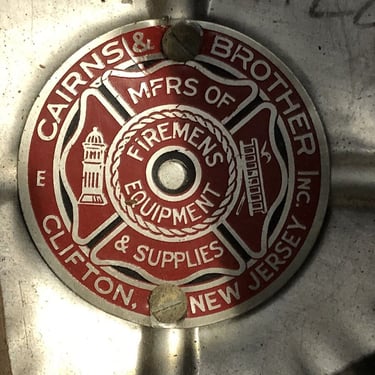 CAIRNS & BROTHER INC.
MFRS OF
FIREMENS
EQUIPMENT
& SUPPLIES
E
CLIFTON, NEW JERSEY